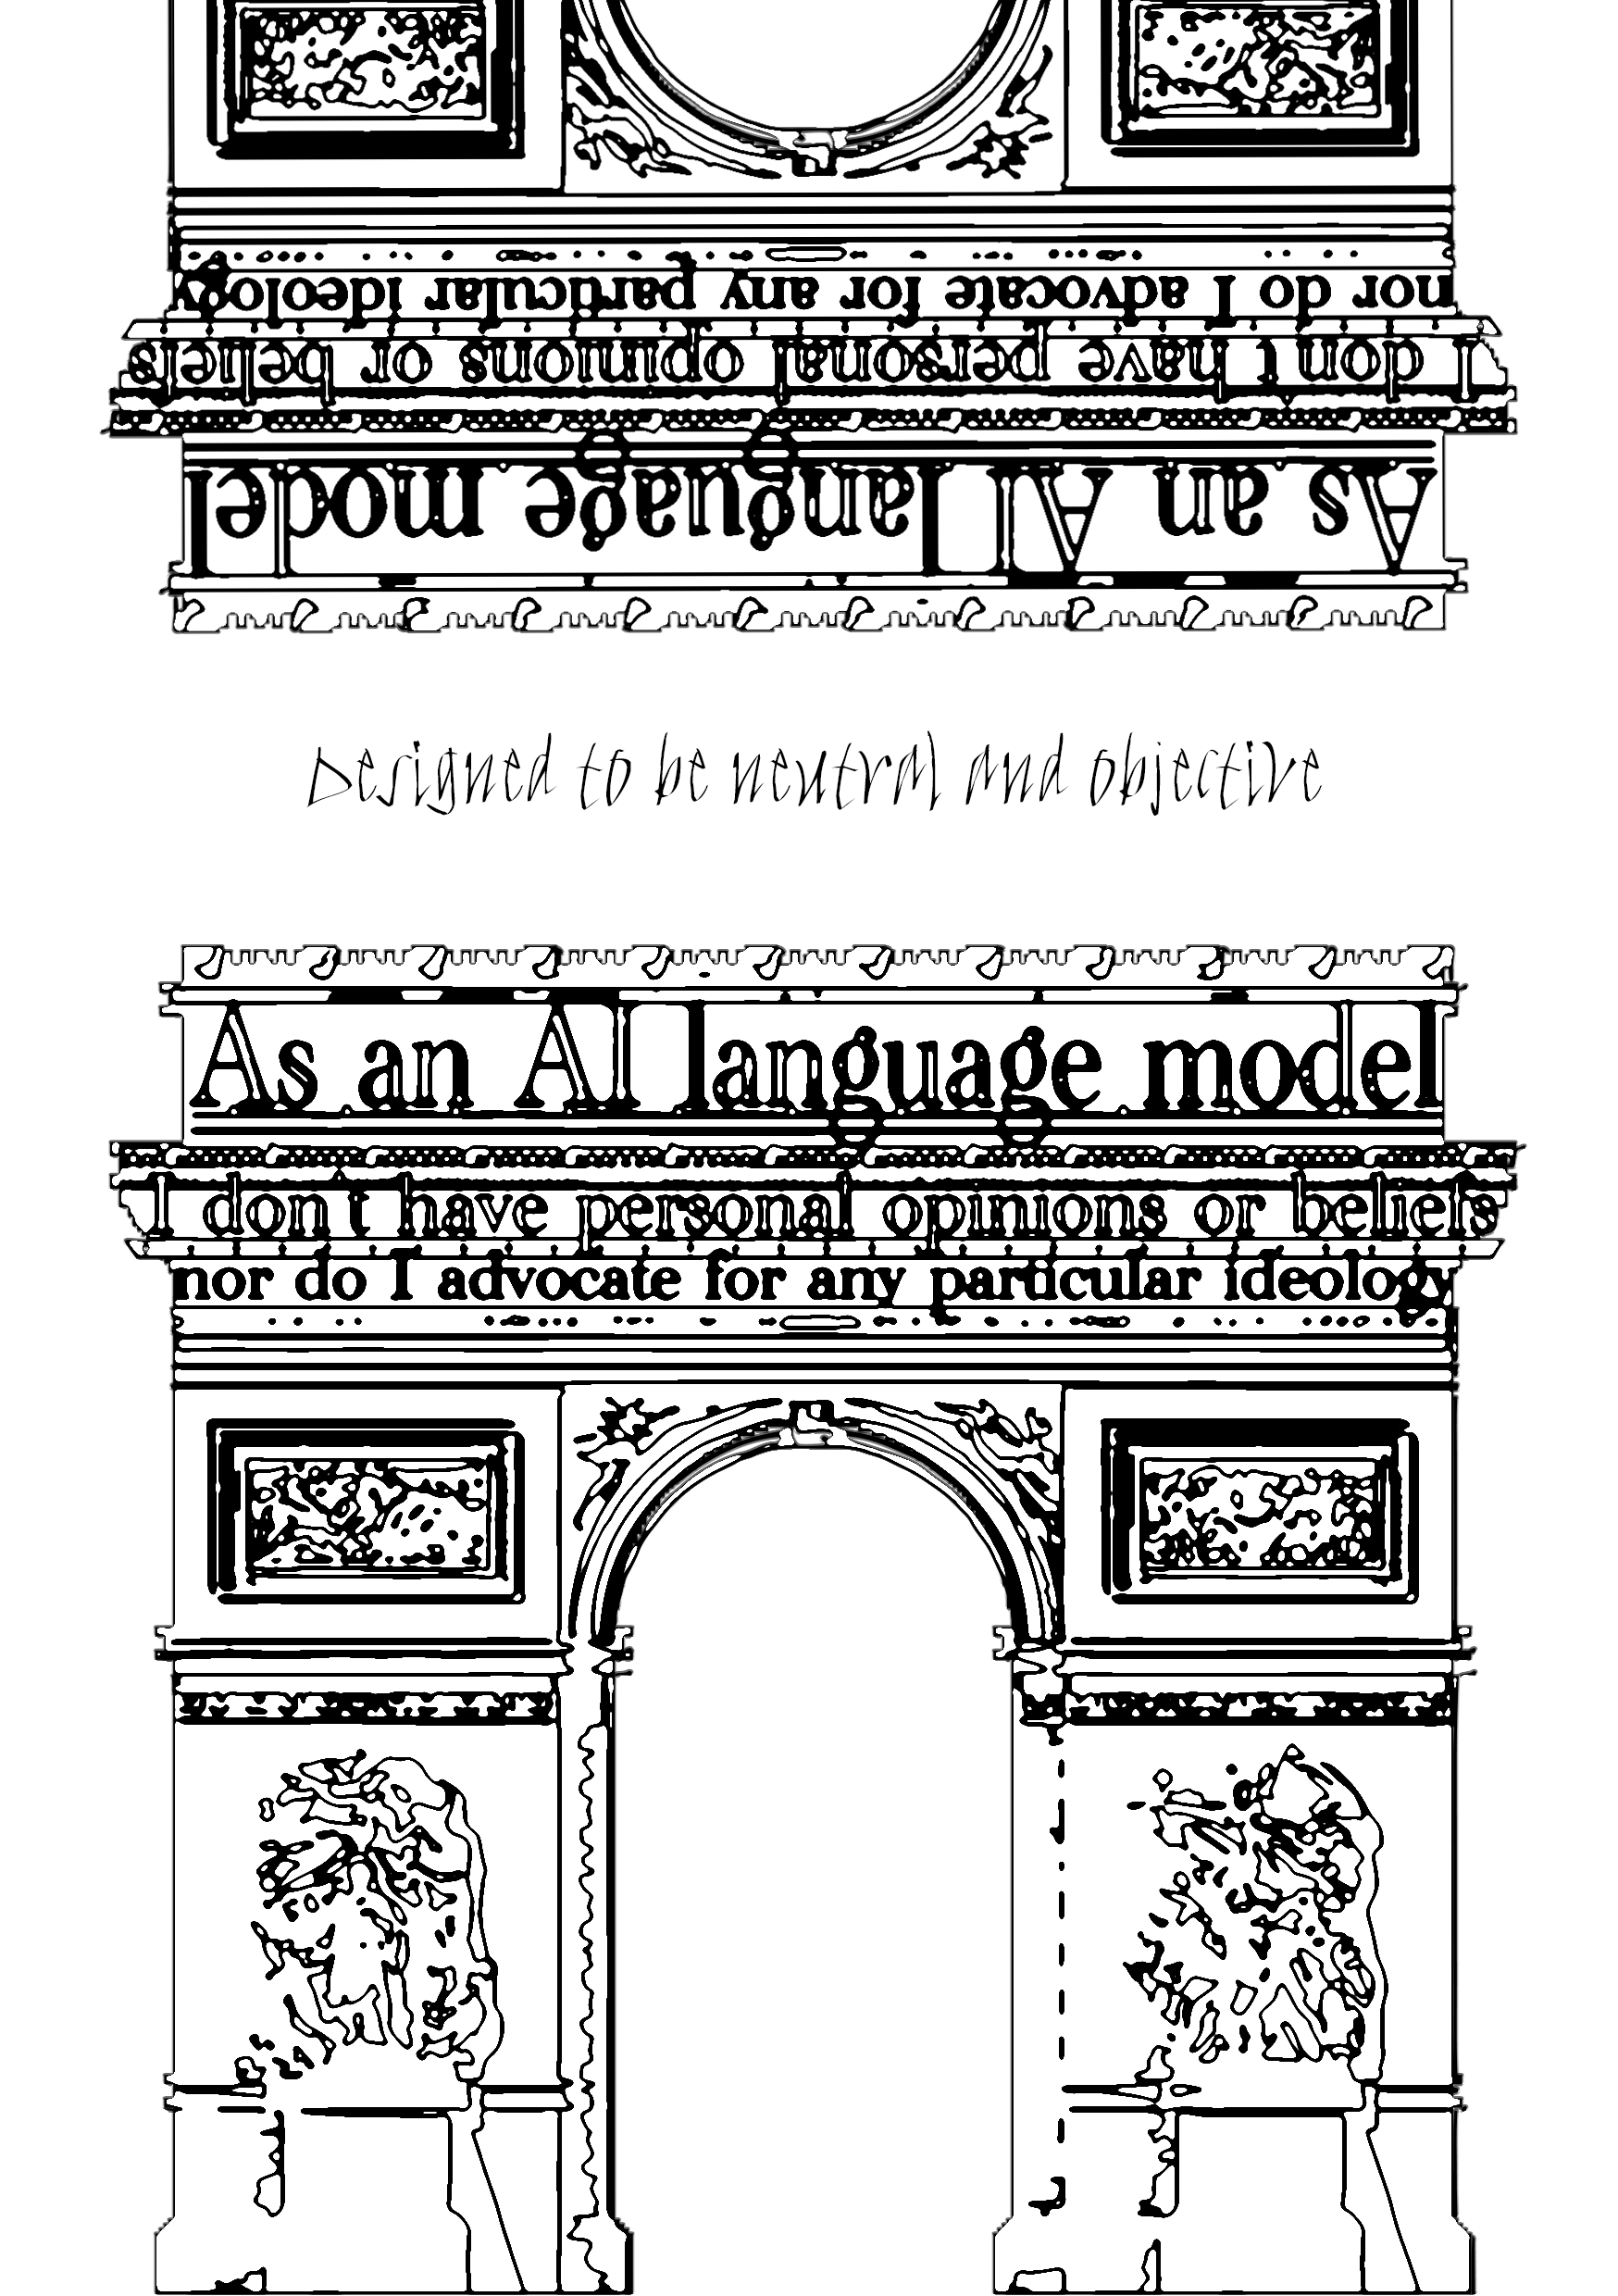 nor do I advocate for any particular ideology
I don't have personal opinions or beliefs
As an AI language model
Designed to be neutral and objective
As an AI language model
I don't have personal opinions or beliefs
nor do I advocate for any particular ideology